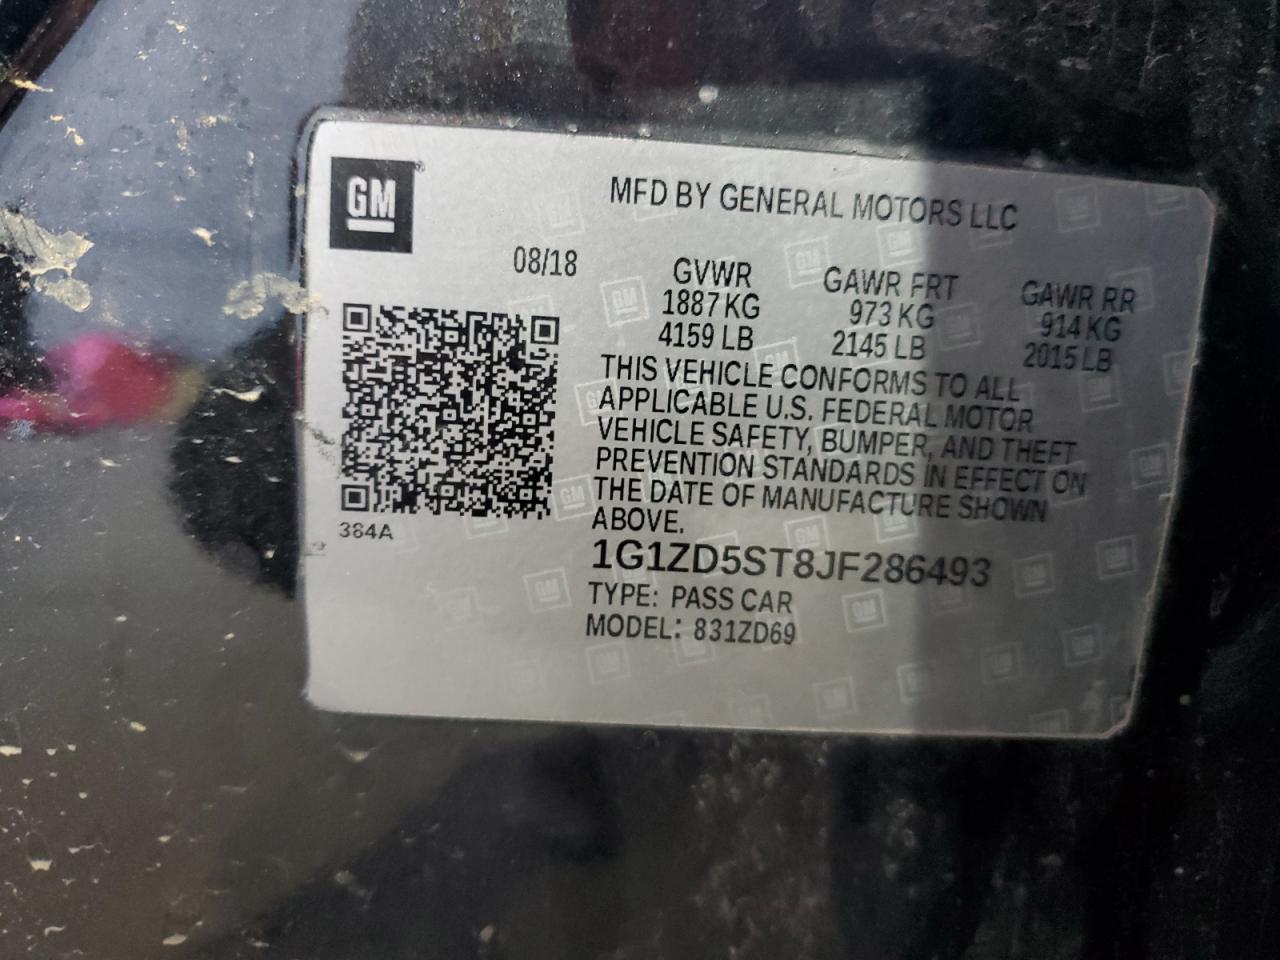 GM
MFD BY GENERAL MOTORS LLC
08/18
GVWR GAWR FRT GAWR RR
1887 KG 973 KG 914 KG
4159 LB 2145 LB 2015 LB
THIS VEHICLE CONFORMS TO ALL
APPLICABLE U.S. FEDERAL MOTOR
VEHICLE SAFETY, BUMPER, AND THEFT
PREVENTION STANDARDS IN EFFECT ON
THE DATE OF MANUFACTURE SHOWN
ABOVE.
384A
1G1ZD5ST8JF286493
TYPE: PASS CAR
MODEL: 831ZD69